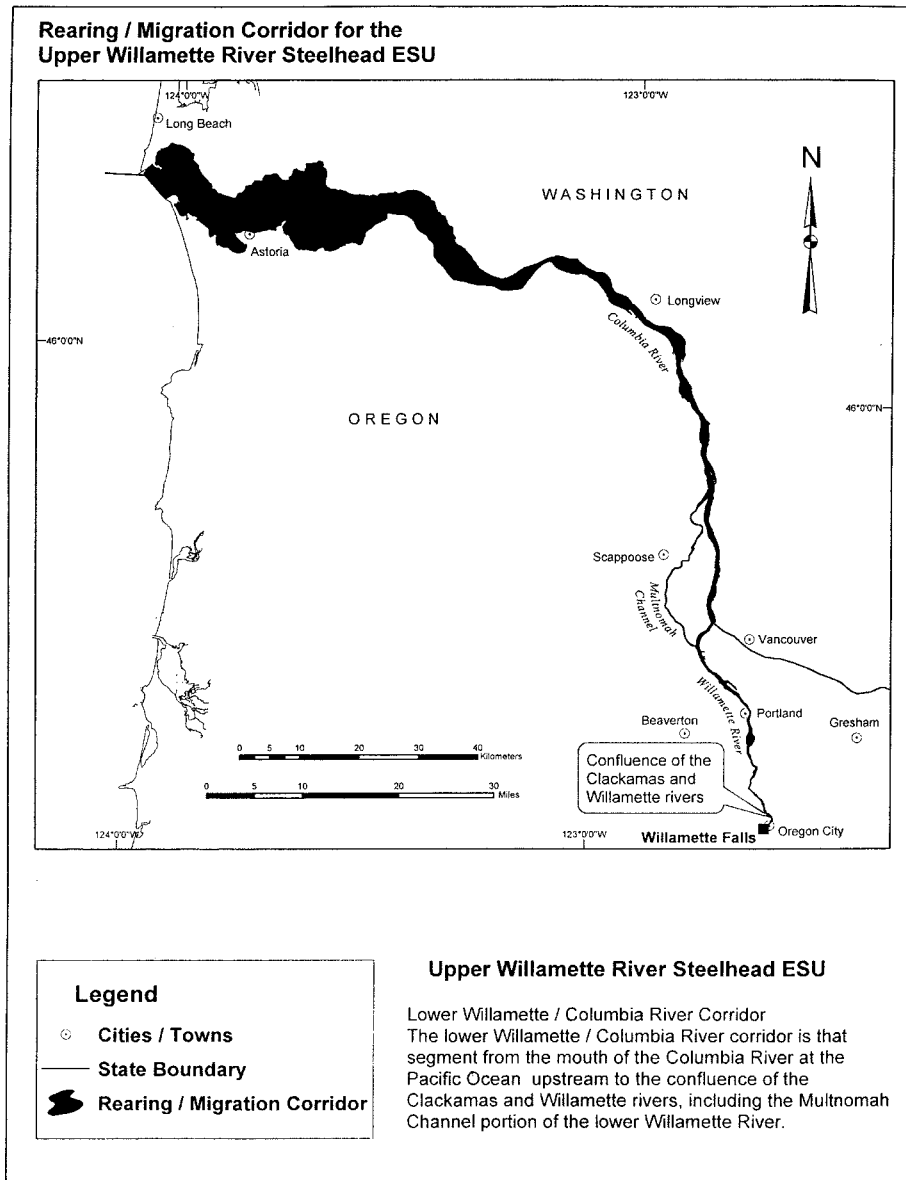 Rearing / Migration Corridor for the
Upper Willamette River Steelhead ESU
124°0'0"W
123°0'0"W
Long Beach
N
WASHINGTON
Astoria
Longview
Columbia River
46°0'0"N
46°0'0"N
OREGON
Scappoose
Multnomah
Channel
Vancouver
Willamette River
Portland
Beaverton
Gresham
0 5 10 20 30 40
Kilometers
0 5 10 20 30
Miles
Confluence of the
Clackamas and
Willamette rivers
124°0'0"W
123°0'0"W
Oregon City
Willamette Falls
Legend
Cities / Towns
State Boundary
Rearing / Migration Corridor
Upper Willamette River Steelhead ESU
Lower Willamette / Columbia River Corridor
The lower Willamette / Columbia River corridor is that
segment from the mouth of the Columbia River at the
Pacific Ocean upstream to the confluence of the
Clackamas and Willamette rivers, including the Multnomah
Channel portion of the lower Willamette River.